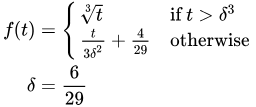 f(t) = { ∛t if t > δ³
t/3δ² + 4/29 otherwise
δ = 6/29